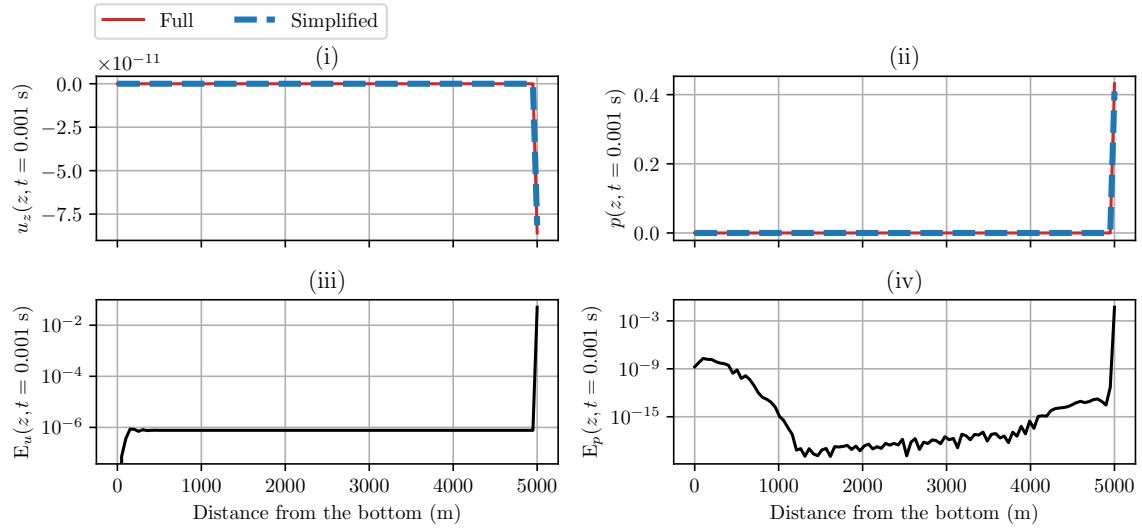 Full Simplified
×10⁻¹¹
(i)
(ii)
0.0
−2.5
−5.0
−7.5
u_z(z, t = 0.001 s)
0.4
0.2
0.0
p(z, t = 0.001 s)
(iii)
(iv)
10⁻²
10⁻⁴
10⁻⁶
E_u(z, t = 0.001 s)
10⁻³
10⁻⁹
10⁻¹⁵
E_p(z, t = 0.001 s)
0 1000 2000 3000 4000 5000
0 1000 2000 3000 4000 5000
Distance from the bottom (m)
Distance from the bottom (m)